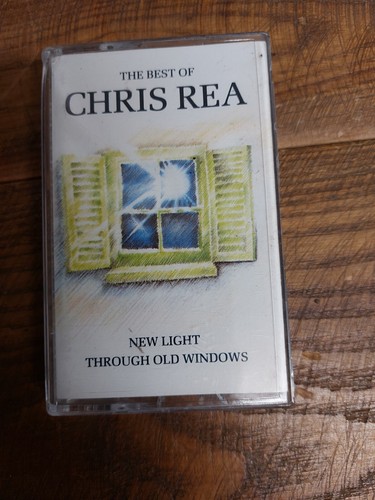 THE BEST OF
CHRIS REA
NEW LIGHT
THROUGH OLD WINDOWS